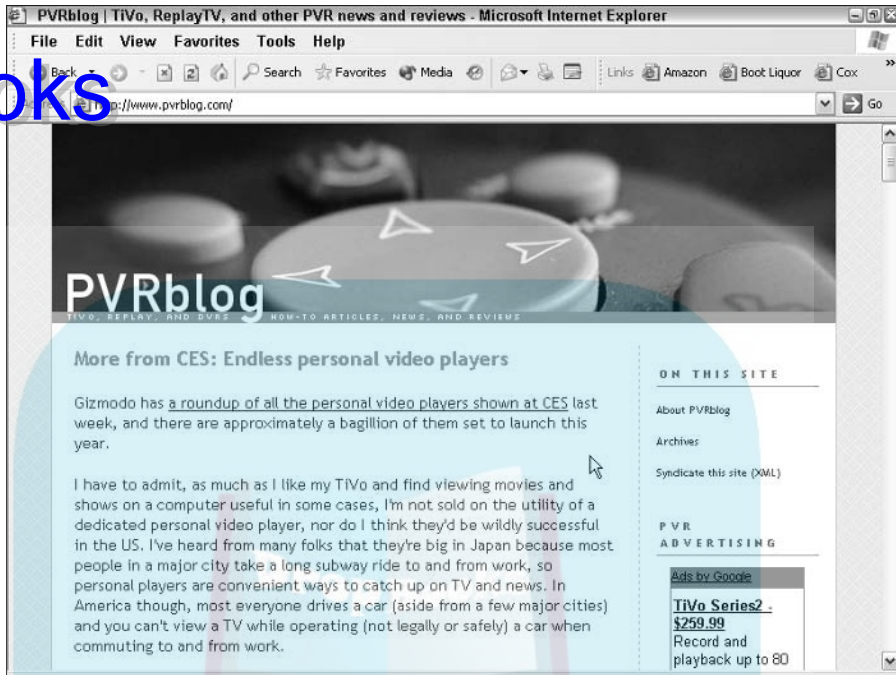 PVRblog | TiVo, ReplayTV, and other PVR news and reviews - Microsoft Internet Explorer
File Edit View Favorites Tools Help
Back Search Favorites Media Links Amazon Boot Liquor Cox »
oks
http://www.pvrblog.com/ Go
PVRblog
TIVO, REPLAY, AND DVRS HOW-TO ARTICLES, NEWS, AND REVIEWS
More from CES: Endless personal video players
Gizmodo has a roundup of all the personal video players shown at CES last
week, and there are approximately a bagillion of them set to launch this
year.
I have to admit, as much as I like my TiVo and find viewing movies and
shows on a computer useful in some cases, I'm not sold on the utility of a
dedicated personal video player, nor do I think they'd be wildly successful
in the US. I've heard from many folks that they're big in Japan because most
people in a major city take a long subway ride to and from work, so
personal players are convenient ways to catch up on TV and news. In
America though, most everyone drives a car (aside from a few major cities)
and you can't view a TV while operating (not legally or safely) a car when
commuting to and from work.
ON THIS SITE
About PVRblog
Archives
Syndicate this site (XML)
PVR
ADVERTISING
Ads by Google
TiVo Series2 -
$259.99
Record and
playback up to 80